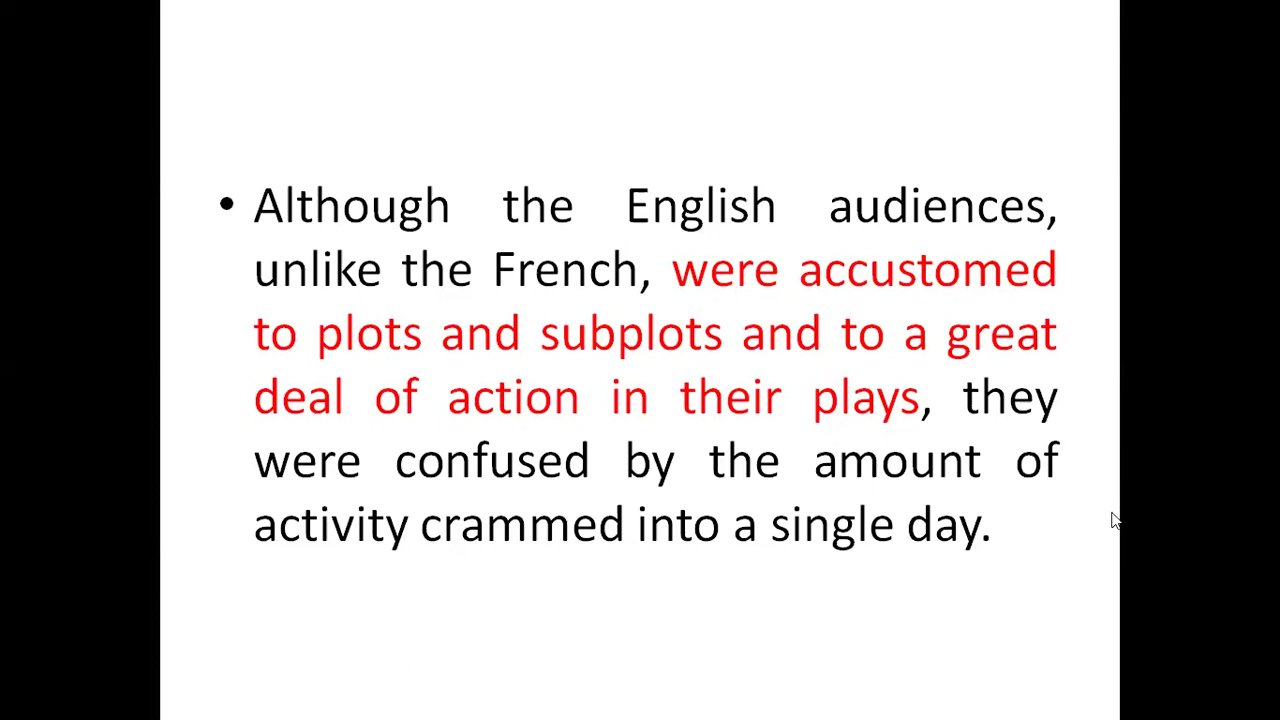 • Although the English audiences,
unlike the French, were accustomed
to plots and subplots and to a great
deal of action in their plays, they
were confused by the amount of
activity crammed into a single day.